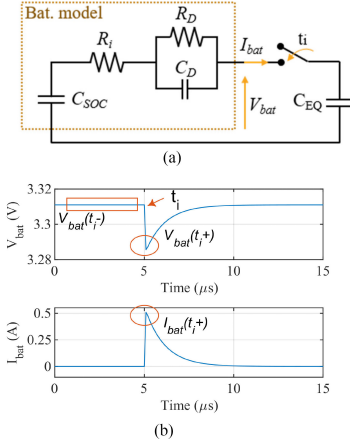 Bat. model
R_D
R_i
I_bat
t_i
C_D
C_SOC
V_bat
C_EQ
(a)
3.32
t_i
V_bat(t_i-)
V_bat (V)
3.3
V_bat(t_i+)
3.28
0
5
10
15
Time (μs)
0.5
I_bat(t_i+)
I_bat (A)
0
0
5
10
15
Time (μs)
(b)